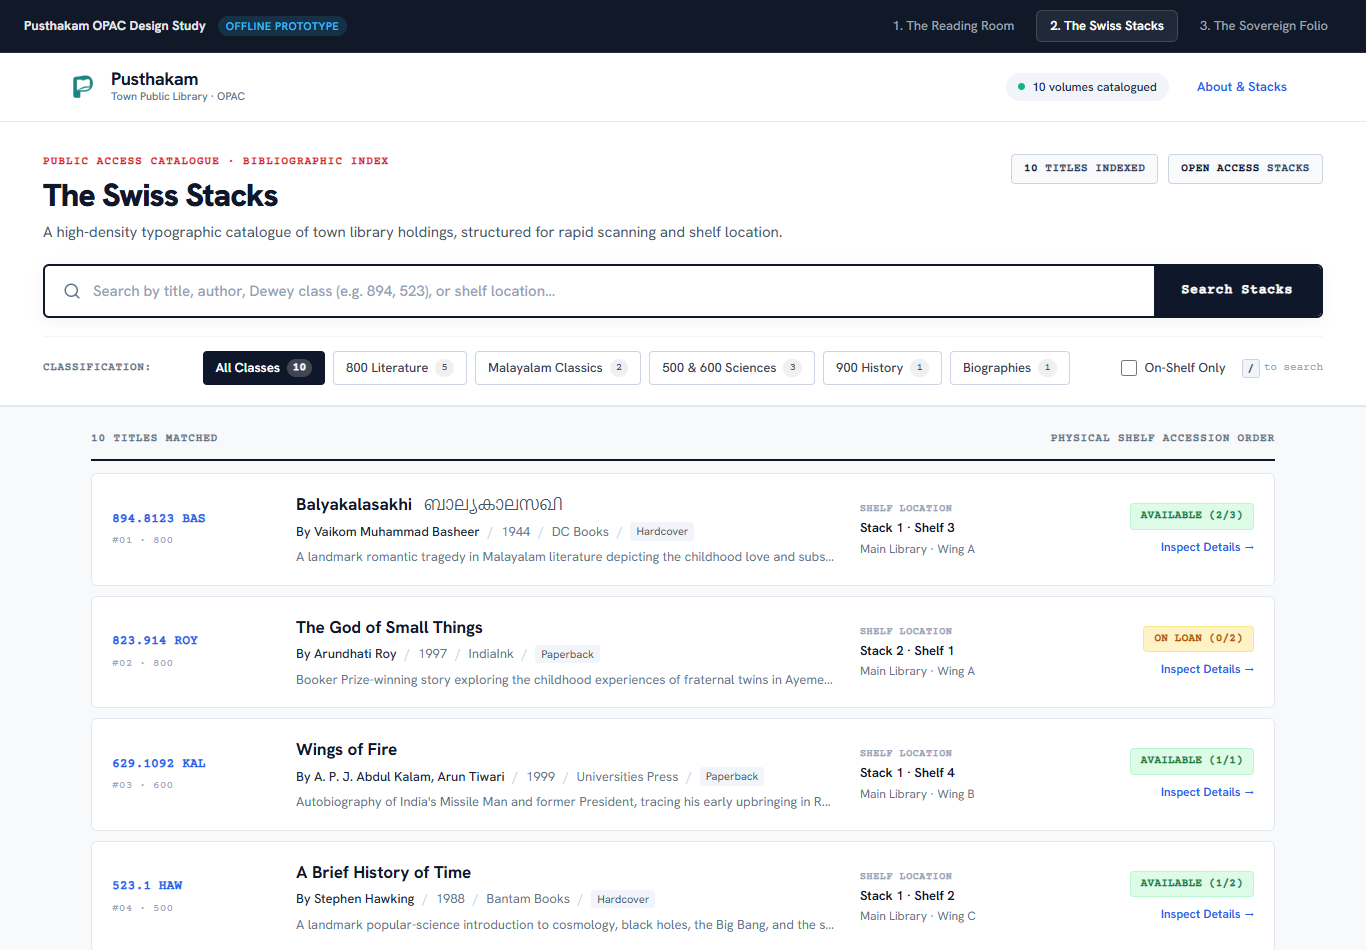 Pusthakam OPAC Design Study OFFLINE PROTOTYPE 1. The Reading Room 2. The Swiss Stacks 3. The Sovereign Folio
Pusthakam
Town Public Library · OPAC
10 volumes catalogued About & Stacks
PUBLIC ACCESS CATALOGUE · BIBLIOGRAPHIC INDEX
10 TITLES INDEXED OPEN ACCESS STACKS
The Swiss Stacks
A high-density typographic catalogue of town library holdings, structured for rapid scanning and shelf location.
Search by title, author, Dewey class (e.g. 894, 523), or shelf location... Search Stacks
CLASSIFICATION: All Classes 10 800 Literature 5 Malayalam Classics 2 500 & 600 Sciences 3 900 History 1 Biographies 1 On-Shelf Only / to search
10 TITLES MATCHED PHYSICAL SHELF ACCESSION ORDER
894.8123 BAS
#01 · 800
Balyakalasakhi ബാല്യകാലസഖി
By Vaikom Muhammad Basheer / 1944 / DC Books / Hardcover
A landmark romantic tragedy in Malayalam literature depicting the childhood love and subs...
SHELF LOCATION
Stack 1 · Shelf 3
Main Library · Wing A
AVAILABLE (2/3)
Inspect Details →
823.914 ROY
#02 · 800
The God of Small Things
By Arundhati Roy / 1997 / IndiaInk / Paperback
Booker Prize-winning story exploring the childhood experiences of fraternal twins in Ayeme...
SHELF LOCATION
Stack 2 · Shelf 1
Main Library · Wing A
ON LOAN (0/2)
Inspect Details →
629.1092 KAL
#03 · 600
Wings of Fire
By A. P. J. Abdul Kalam, Arun Tiwari / 1999 / Universities Press / Paperback
Autobiography of India's Missile Man and former President, tracing his early upbringing in R...
SHELF LOCATION
Stack 1 · Shelf 4
Main Library · Wing B
AVAILABLE (1/1)
Inspect Details →
523.1 HAW
#04 · 500
A Brief History of Time
By Stephen Hawking / 1988 / Bantam Books / Hardcover
A landmark popular-science introduction to cosmology, black holes, the Big Bang, and the s...
SHELF LOCATION
Stack 1 · Shelf 2
Main Library · Wing C
AVAILABLE (1/2)
Inspect Details →